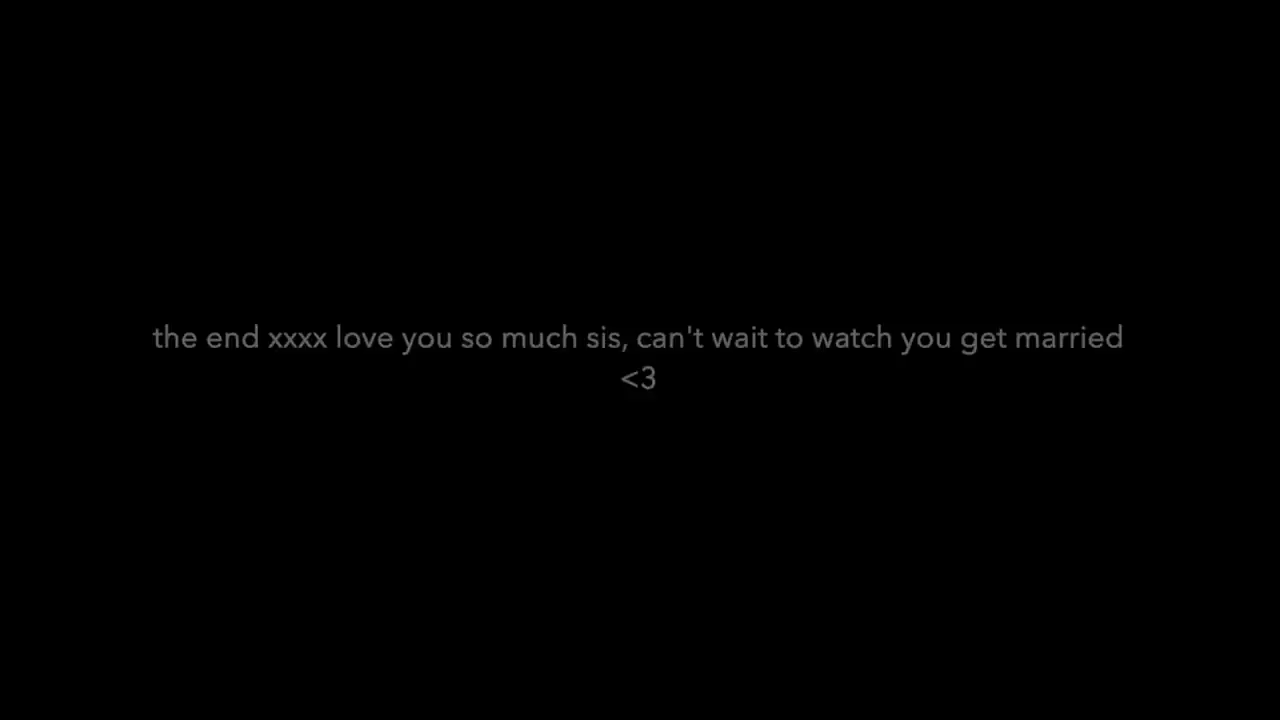 the end xxxx love you so much sis, can't wait to watch you get married
<3